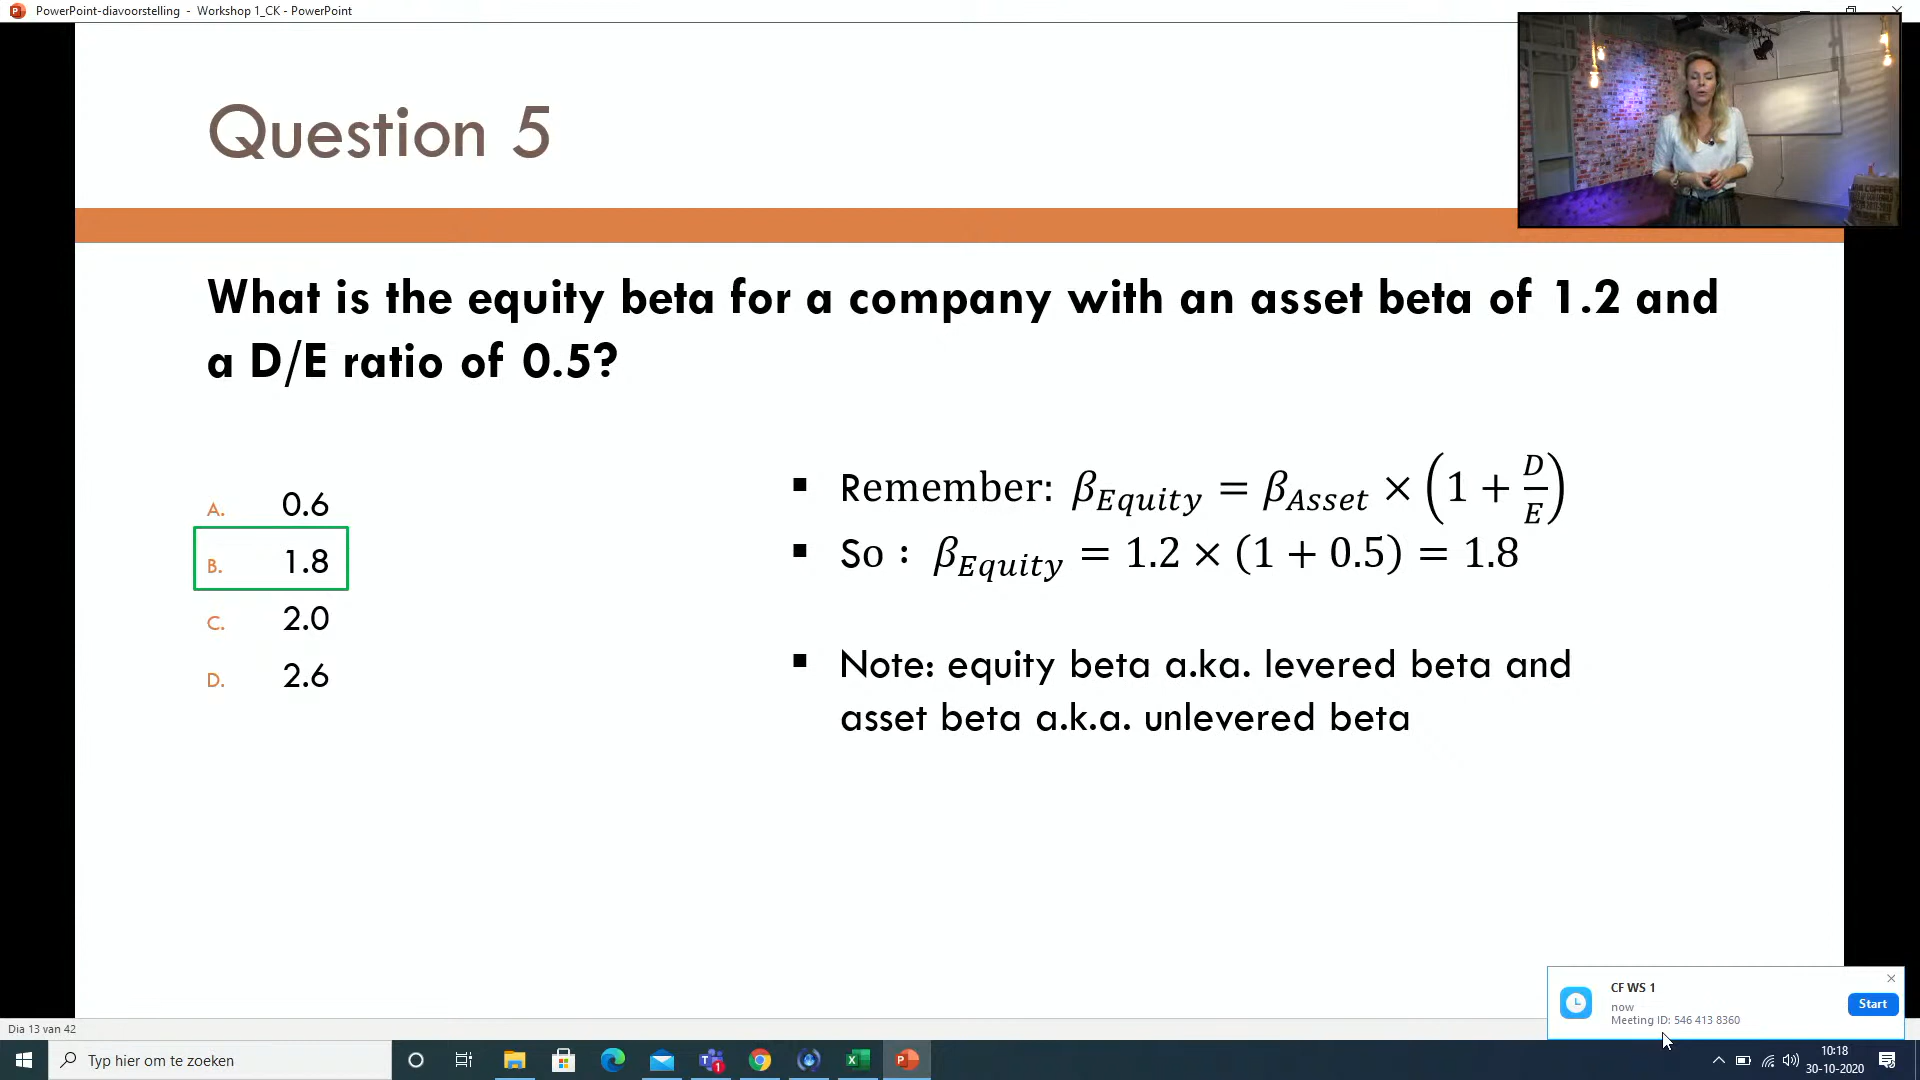 PowerPoint-diavoorstelling - Workshop 1_CK - PowerPoint
Question 5
What is the equity beta for a company with an asset beta of 1.2 and
a D/E ratio of 0.5?
A. 0.6
B. 1.8
C. 2.0
D. 2.6
▪ Remember: β_Equity = β_Asset × (1 + D/E)
▪ So : β_Equity = 1.2 × (1 + 0.5) = 1.8
▪ Note: equity beta a.ka. levered beta and
asset beta a.k.a. unlevered beta
CF WS 1
now
Meeting ID: 546 413 8360
Start
Dia 13 van 42
Typ hier om te zoeken
1
10:18
30-10-2020